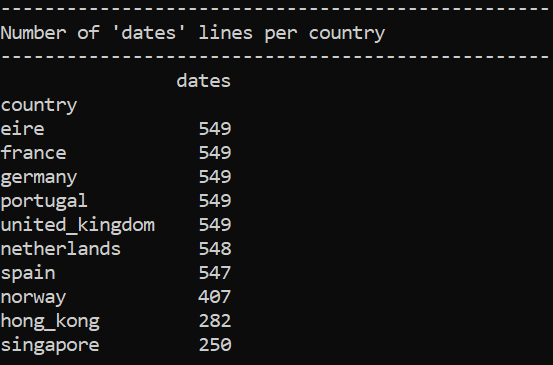 --------------------------------------------------
Number of 'dates' lines per country
--------------------------------------------------
dates
country
eire 549
france 549
germany 549
portugal 549
united_kingdom 549
netherlands 548
spain 547
norway 407
hong_kong 282
singapore 250